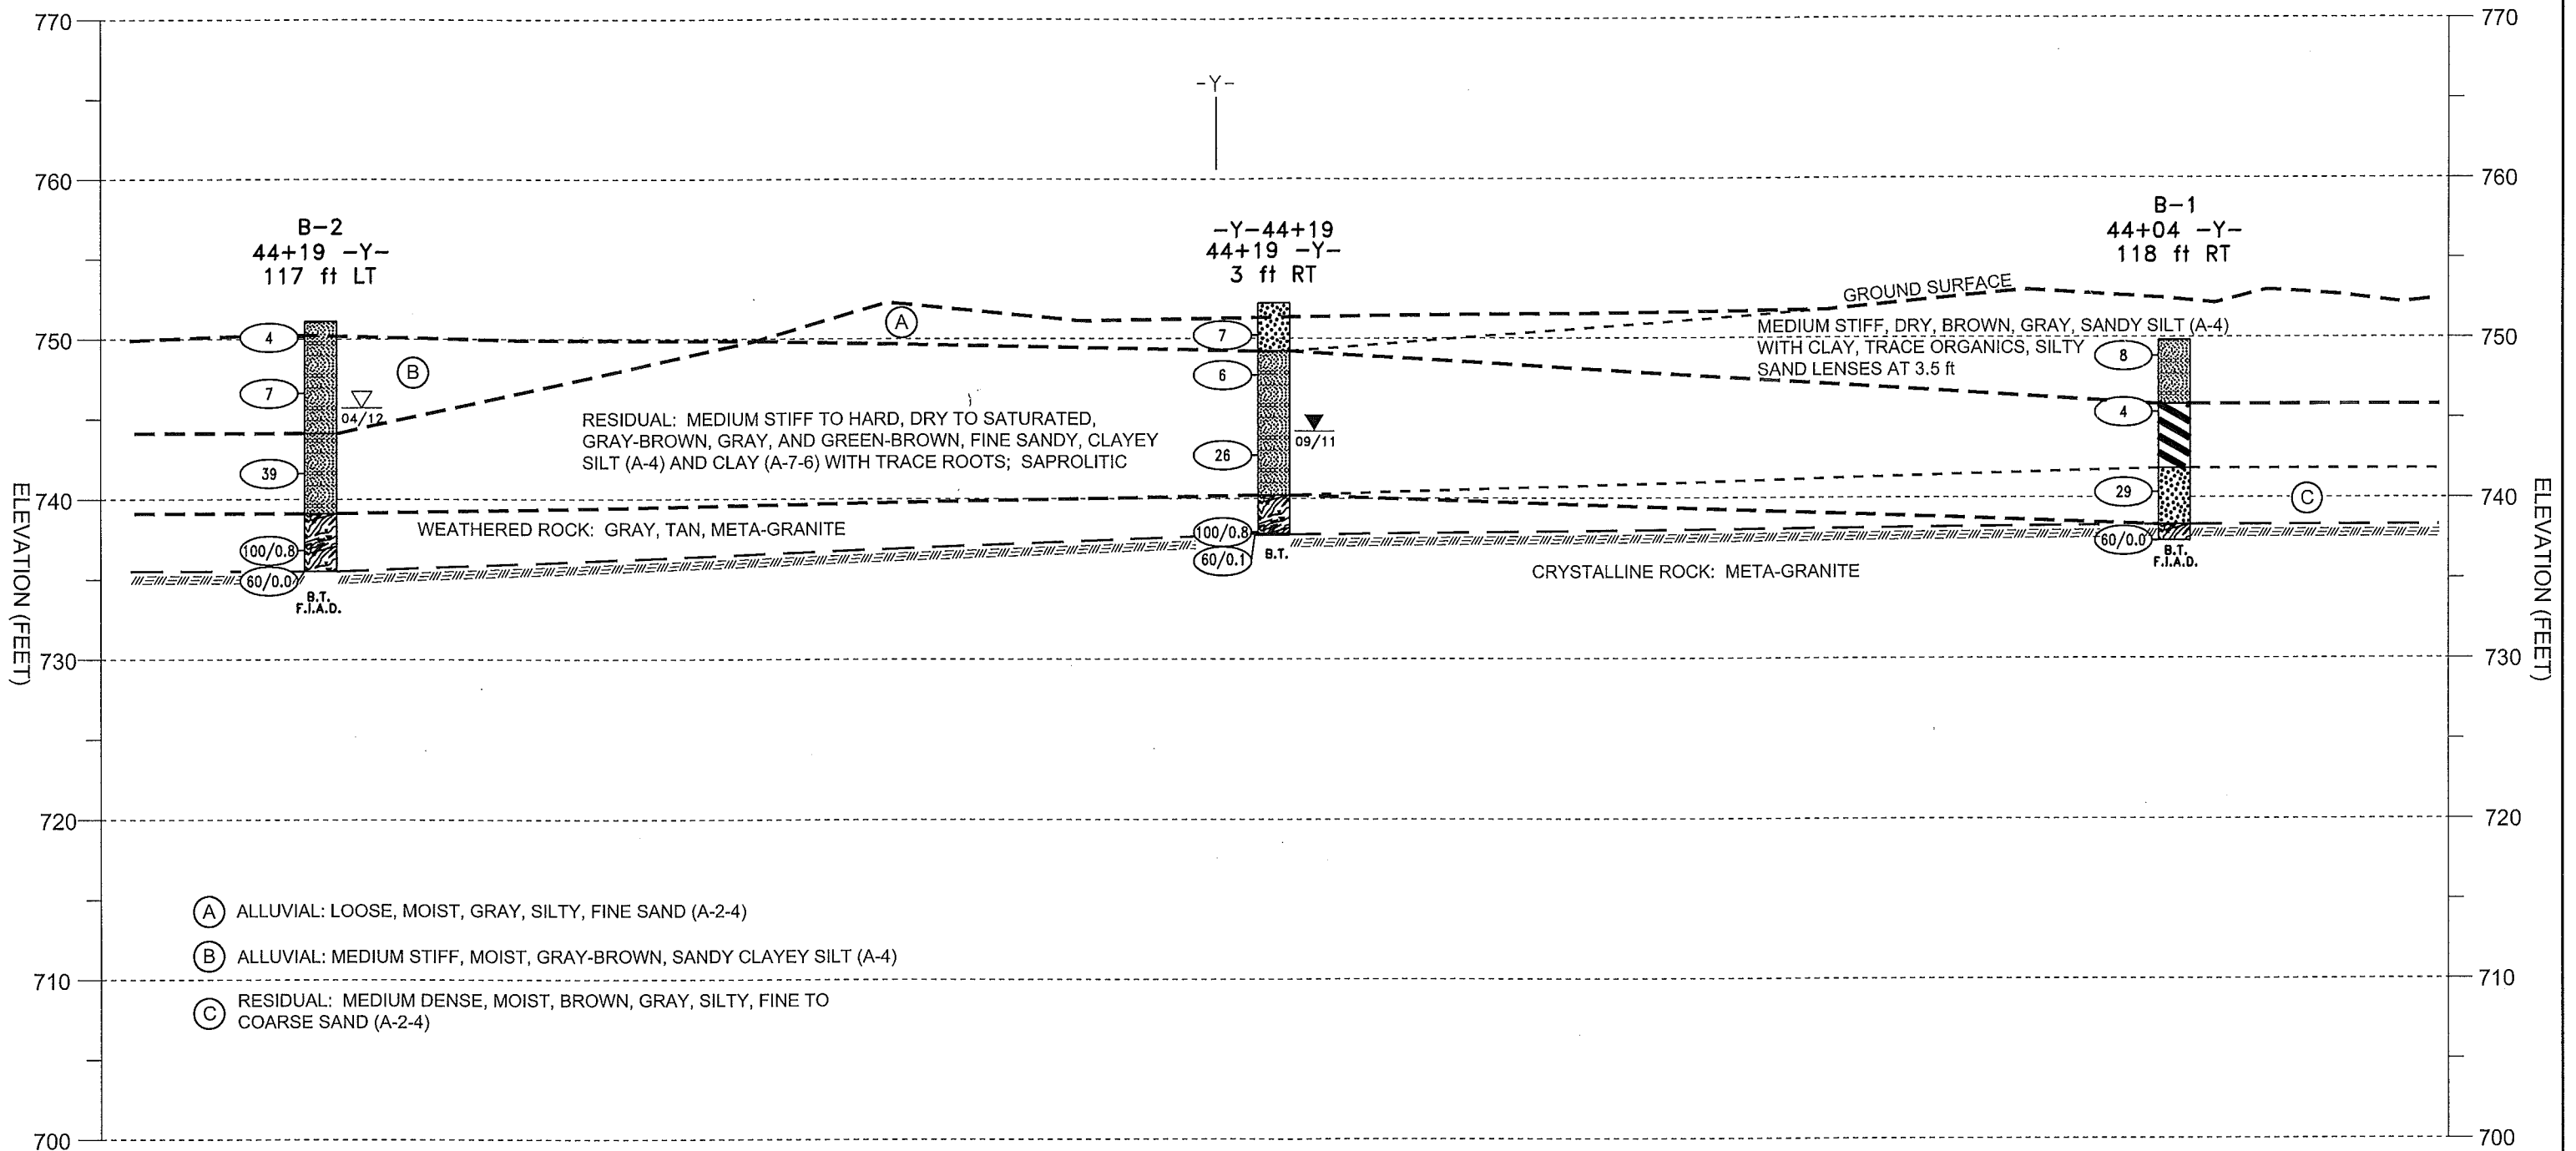 770
770
-Y-
760
760
B-2
44+19 -Y-
117 ft LT
-Y-44+19
44+19 -Y-
3 ft RT
B-1
44+04 -Y-
118 ft RT
GROUND SURFACE
A
4
750
7
750
MEDIUM STIFF, DRY, BROWN, GRAY, SANDY SILT (A-4)
WITH CLAY, TRACE ORGANICS, SILTY
SAND LENSES AT 3.5 ft
8
B
6
7
04/12
4
RESIDUAL: MEDIUM STIFF TO HARD, DRY TO SATURATED,
GRAY-BROWN, GRAY, AND GREEN-BROWN, FINE SANDY, CLAYEY
SILT (A-4) AND CLAY (A-7-6) WITH TRACE ROOTS; SAPROLITIC
09/11
26
39
29
740
740
C
WEATHERED ROCK: GRAY, TAN, META-GRANITE
100/0.8
100/0.8
60/0.0
60/0.1
60/0.0
B.T.
B.T.
F.I.A.D.
B.T.
F.I.A.D.
CRYSTALLINE ROCK: META-GRANITE
ELEVATION (FEET)
ELEVATION (FEET)
730
730
720
720
A ALLUVIAL: LOOSE, MOIST, GRAY, SILTY, FINE SAND (A-2-4)
B ALLUVIAL: MEDIUM STIFF, MOIST, GRAY-BROWN, SANDY CLAYEY SILT (A-4)
710
710
C RESIDUAL: MEDIUM DENSE, MOIST, BROWN, GRAY, SILTY, FINE TO
COARSE SAND (A-2-4)
700
700